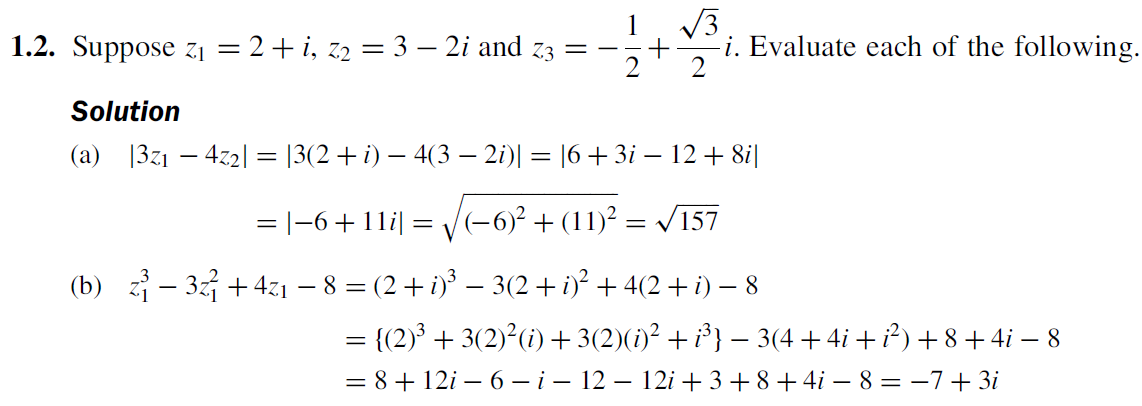 1.2. Suppose z₁ = 2 + i, z₂ = 3 − 2i and z₃ = −1/2 + √3/2 i. Evaluate each of the following.
Solution
(a) |3z₁ − 4z₂| = |3(2 + i) − 4(3 − 2i)| = |6 + 3i − 12 + 8i|
= |−6 + 11i| = √((−6)² + (11)²) = √157
(b) z₁³ − 3z₁² + 4z₁ − 8 = (2 + i)³ − 3(2 + i)² + 4(2 + i) − 8
= {(2)³ + 3(2)²(i) + 3(2)(i)² + i³} − 3(4 + 4i + i²) + 8 + 4i − 8
= 8 + 12i − 6 − i − 12 − 12i + 3 + 8 + 4i − 8 = −7 + 3i